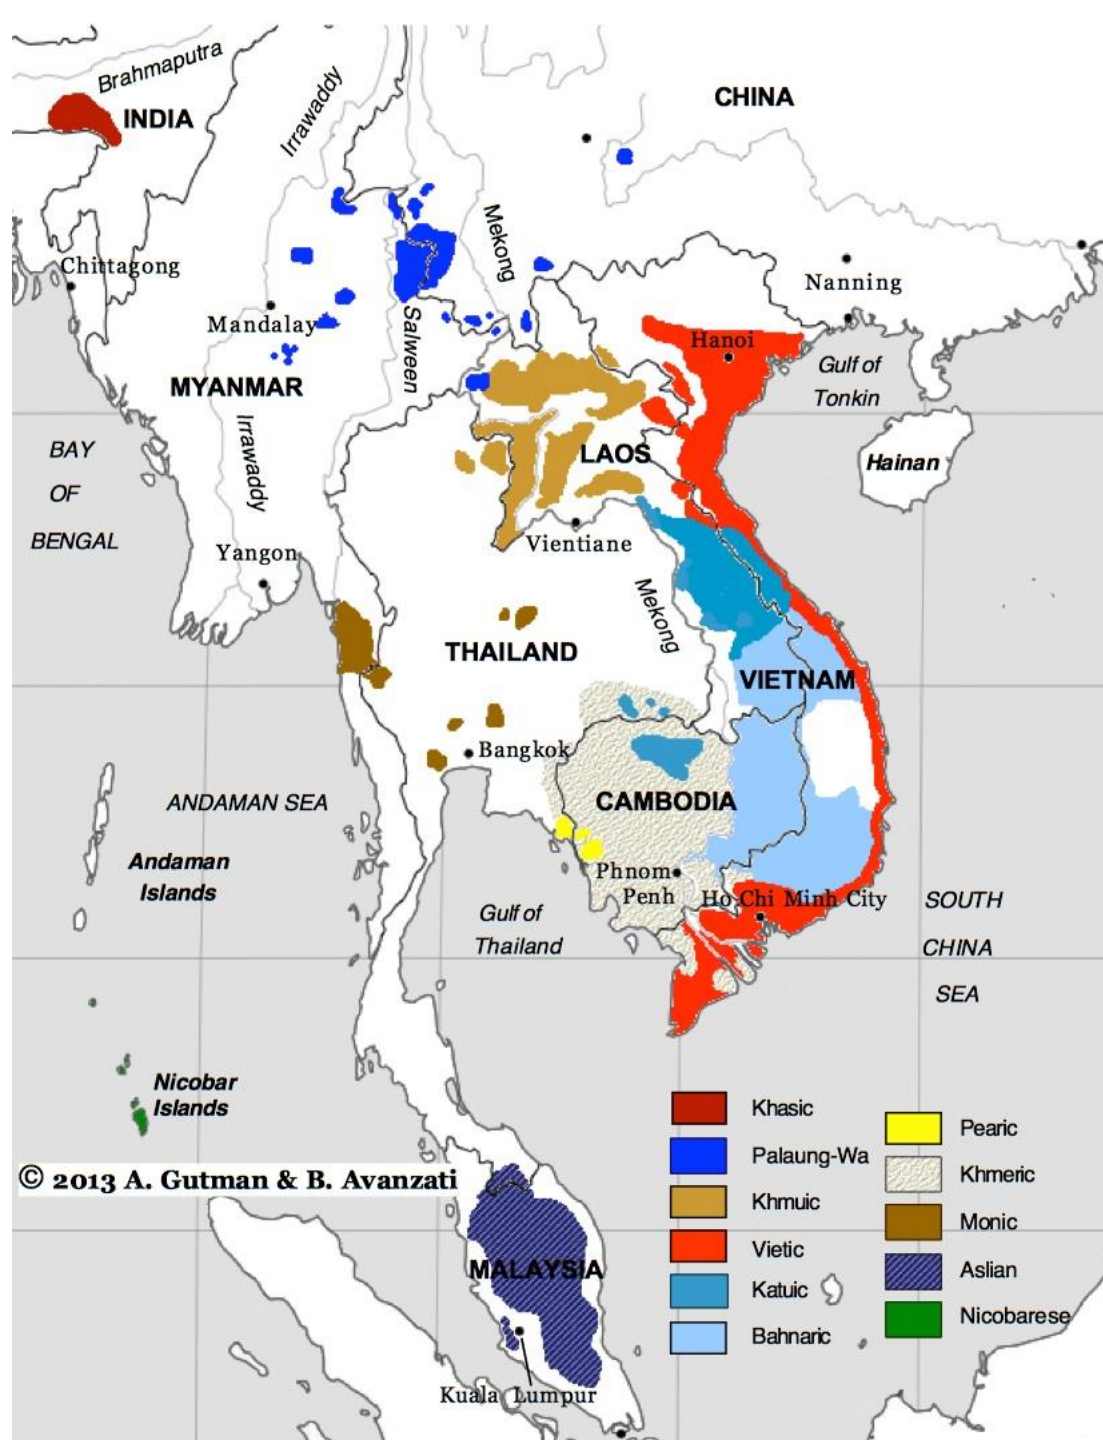 Brahmaputra
INDIA
Irrawaddy
CHINA
Mekong
Chittagong
Nanning
Mandalay
Salween
Hanoi
Gulf of
Tonkin
MYANMAR
Irrawaddy
BAY
OF
BENGAL
LAOS
Hainan
Yangon
Vientiane
Mekong
THAILAND
VIETNAM
Bangkok
ANDAMAN SEA
CAMBODIA
Andaman
Islands
Phnom
Penh
Ho Chi Minh City
Gulf of
Thailand
SOUTH
CHINA
SEA
Nicobar
Islands
© 2013 A. Gutman & B. Avanzati
MALAYSIA
Kuala Lumpur
Khasic
Palaung-Wa
Khmuic
Vietic
Katuic
Bahnaric
Pearic
Khmeric
Monic
Aslian
Nicobarese